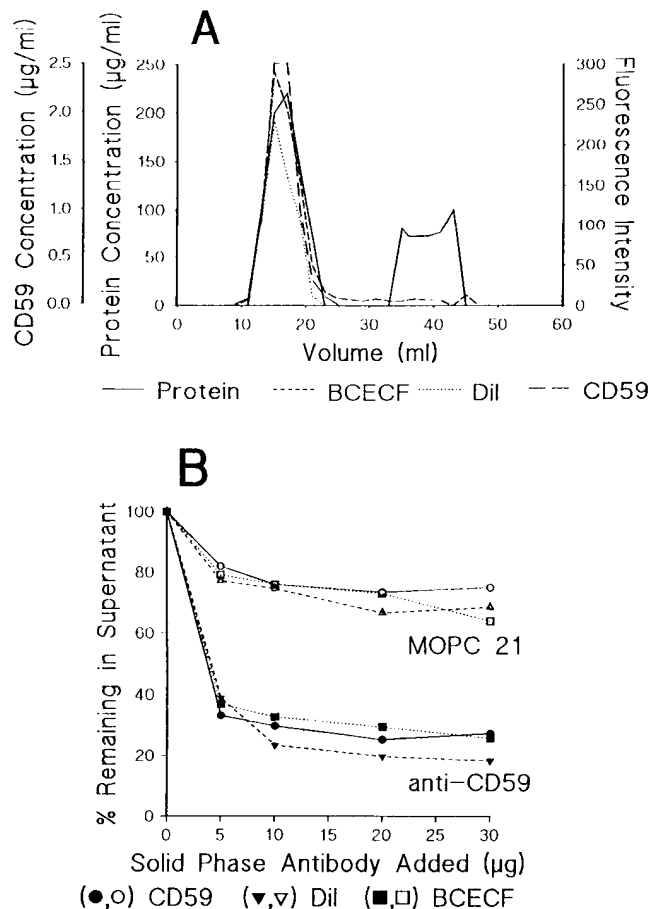 A
CD59 Concentration (μg/ml)
2.5
2.0
1.5
1.0
0.5
0.0
Protein Concentration (μg/ml)
250
200
150
100
50
0
300
250
200
150
100
50
0
Fluorescence Intensity
0 10 20 30 40 50 60
Volume (ml)
Protein BCECF DiI CD59
B
% Remaining in Supernatant
100
80
60
40
20
0
MOPC 21
anti-CD59
0 5 10 15 20 25 30
Solid Phase Antibody Added (μg)
(●,○) CD59 (▼,▽) DiI (■,□) BCECF